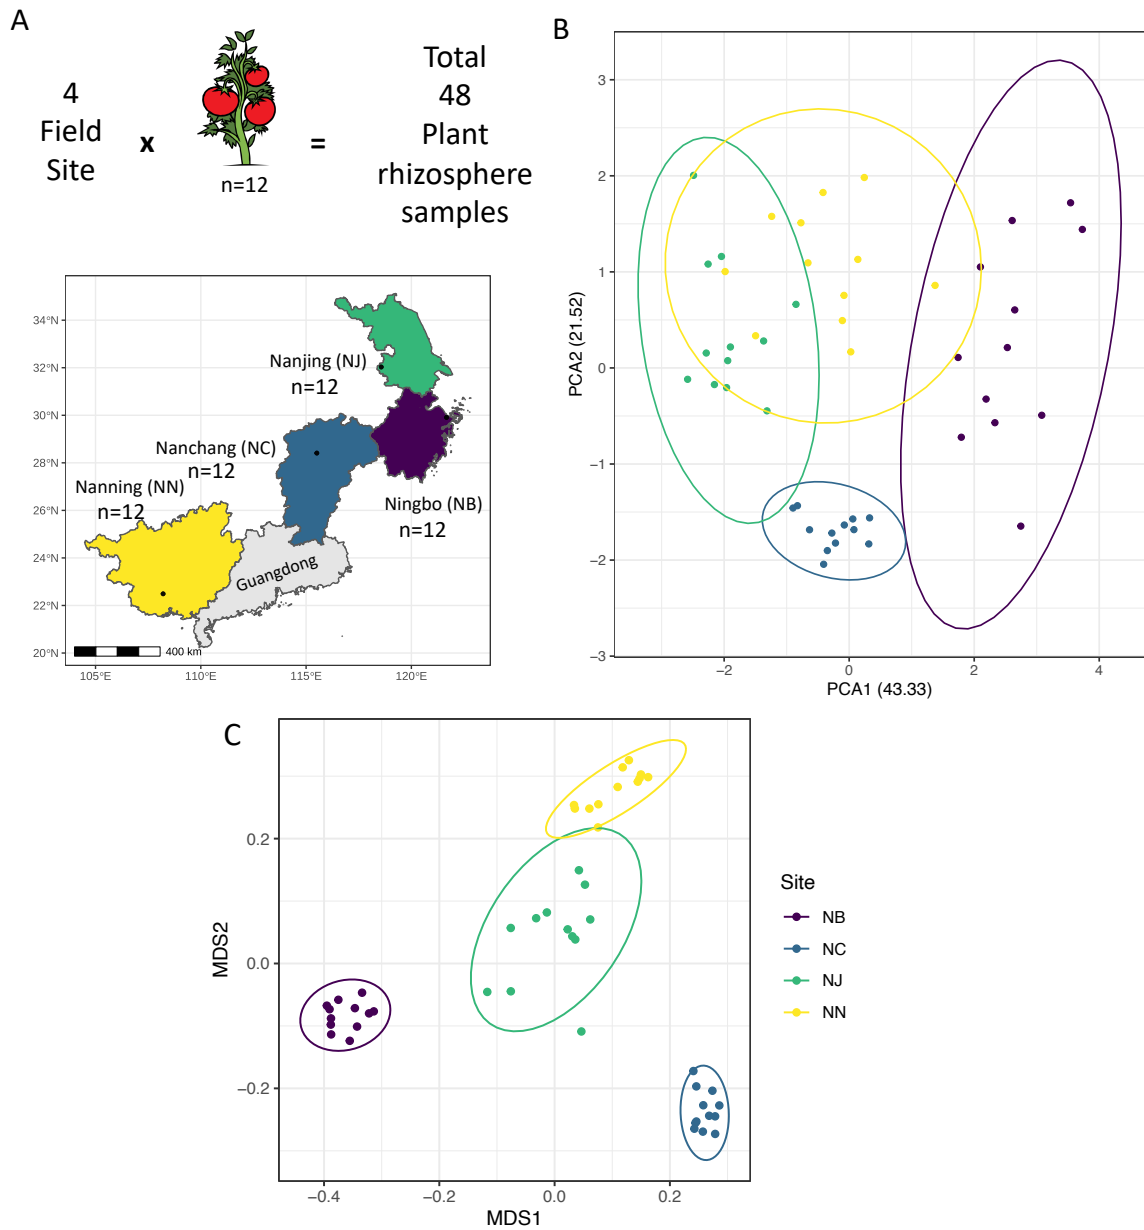 A
4
Field
Site
x
n=12
=
Total
48
Plant
rhizosphere
samples
34°N
32°N
30°N
28°N
26°N
24°N
22°N
20°N
Nanjing (NJ)
n=12
Nanchang (NC)
n=12
Nanning (NN)
n=12
Ningbo (NB)
n=12
Guangdong
400 km
105°E
110°E
115°E
120°E
B
3
2
1
0
−1
−2
−3
PCA2 (21.52)
−2
0
2
4
PCA1 (43.33)
C
0.2
0.0
−0.2
MDS2
−0.4
−0.2
0.0
0.2
MDS1
Site
NB
NC
NJ
NN